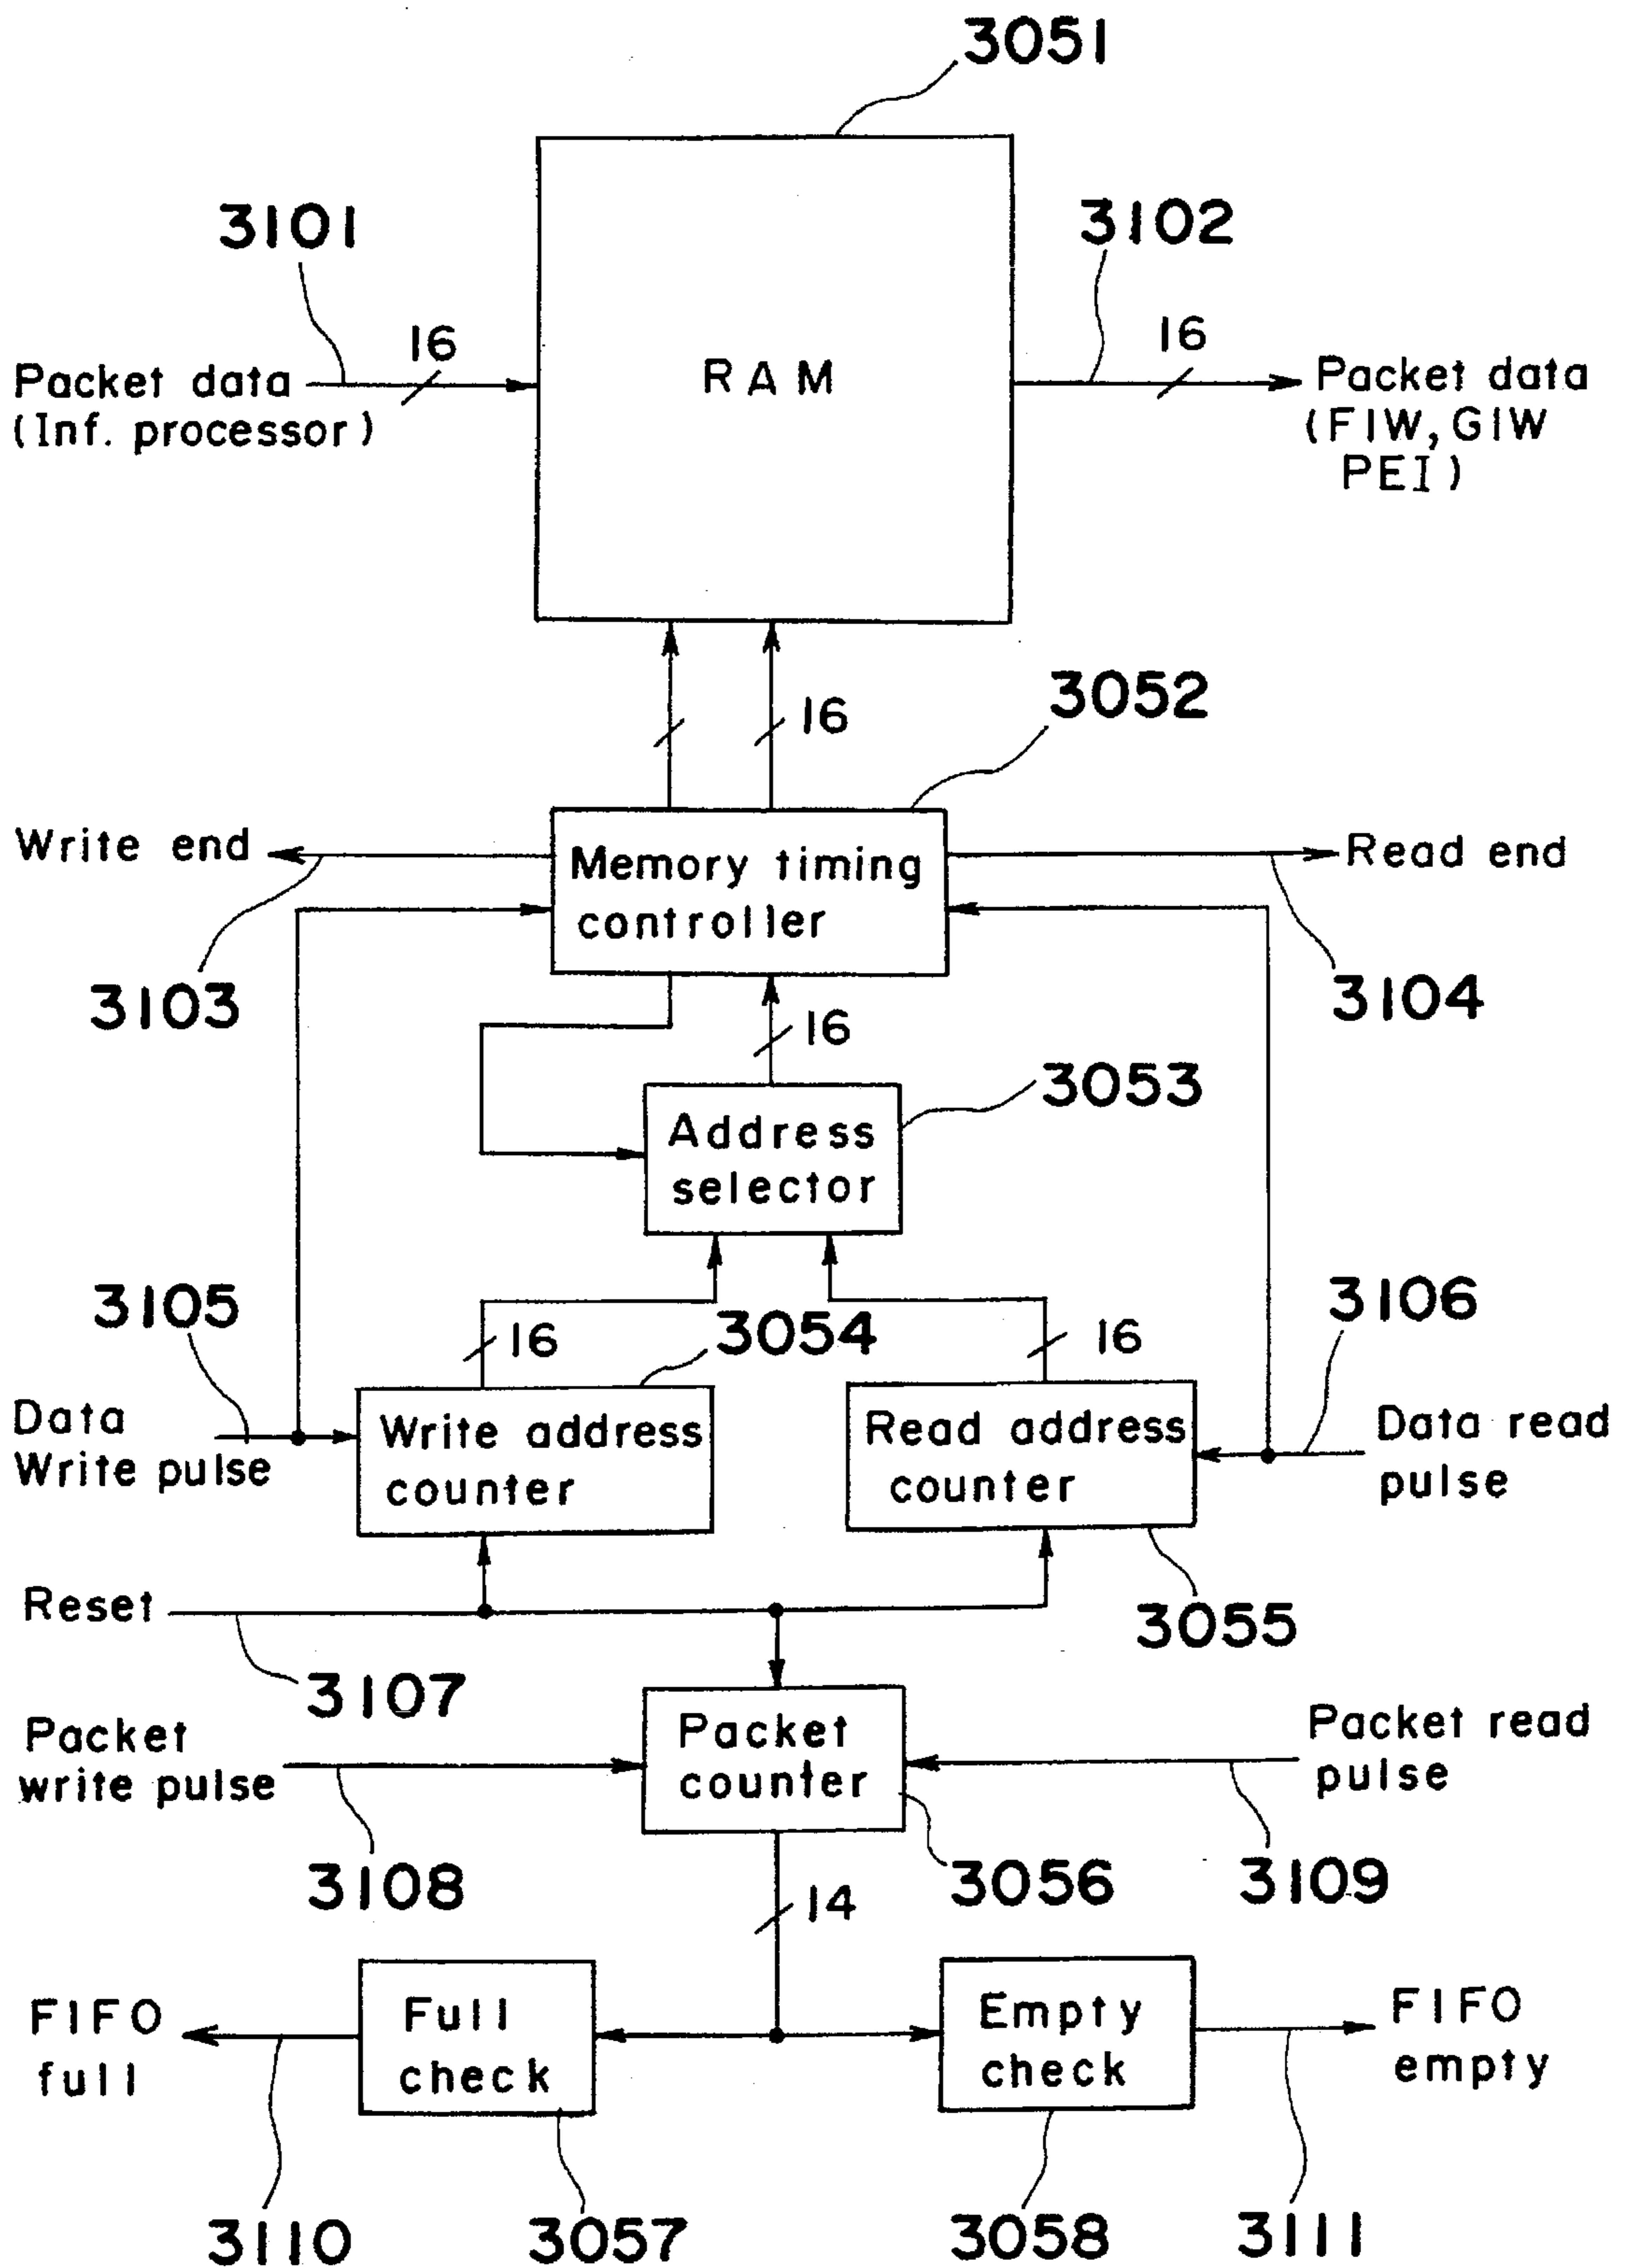 3051
3101
3102
16
16
Packet data
(Inf. processor)
RAM
Packet data
(FIW, GIW
PEI)
16
3052
Write end
Memory timing
controller
Read end
3103
3104
16
3053
Address
selector
3105
3106
16
3054
16
Data
Write pulse
Write address
counter
Read address
counter
Data read
pulse
Reset
3055
3107
Packet
write pulse
Packet
counter
Packet read
pulse
3108
3056
3109
14
FIFO
full
Full
check
Empty
check
FIFO
empty
3110
3057
3058
3111